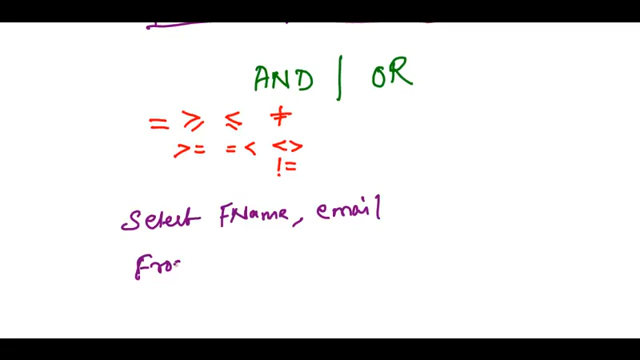 AND | OR
= ≥ ≤ ≠
>= =< <>
!=
Select FName, email
Fro